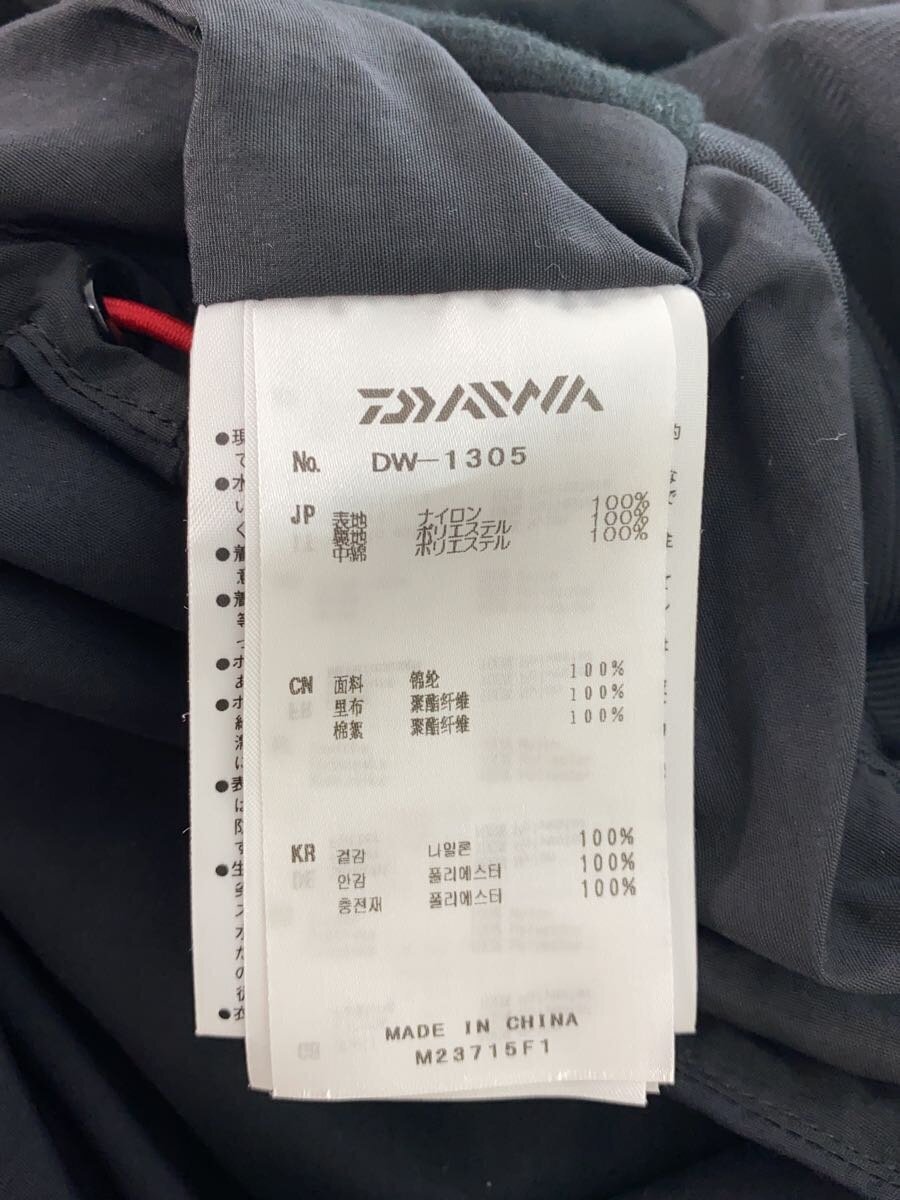 DAIWA
No. DW-1305
JP 表地 ナイロン 100%
裏地 ポリエステル 100%
中綿 ポリエステル 100%
CN 面料 锦纶 100%
里布 聚酯纤维 100%
棉絮 聚酯纤维 100%
KR 겉감 나일론 100%
안감 폴리에스터 100%
충전재 폴리에스터 100%
MADE IN CHINA
M23715F1